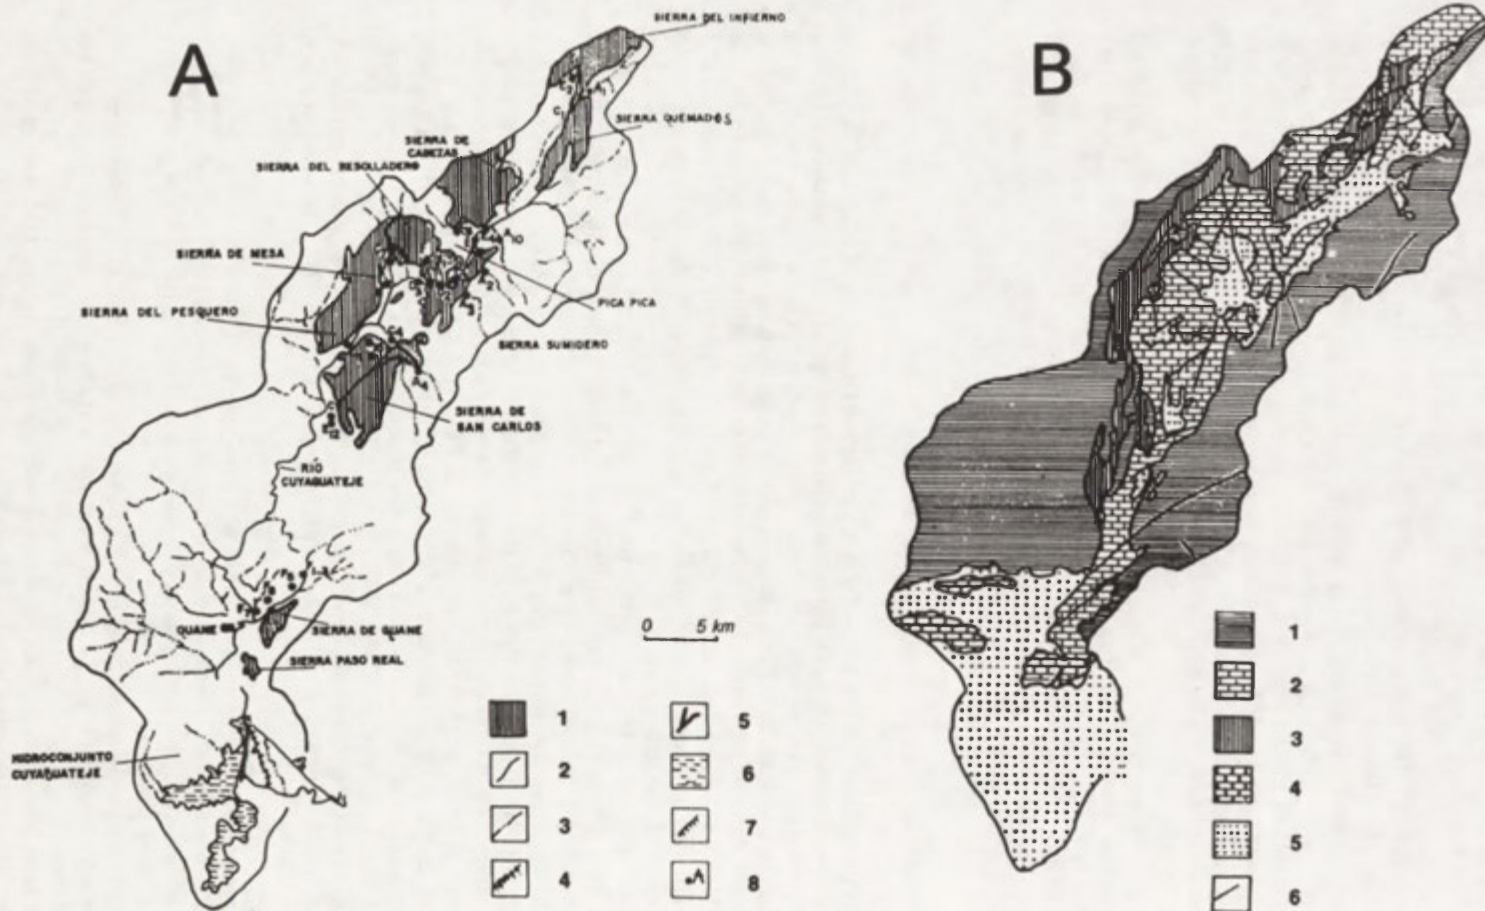 A
SIERRA DEL INFIERNO
SIERRA QUEMADOS
SIERRA DE
CABEZAS
SIERRA DEL RESOLLADERO
SIERRA DE MESA
PICA PICA
SIERRA DEL PESQUERO
SIERRA SUMIDERO
SIERRA DE
SAN CARLOS
RÍO
CUYAGUATEJE
GUANE
SIERRA DE GUANE
SIERRA PASO REAL
HIDROCONJUNTO
CUYAGUATEJE
0 5 km
1
2
3
4
5
6
7
A 8
B
1
2
3
4
5
6